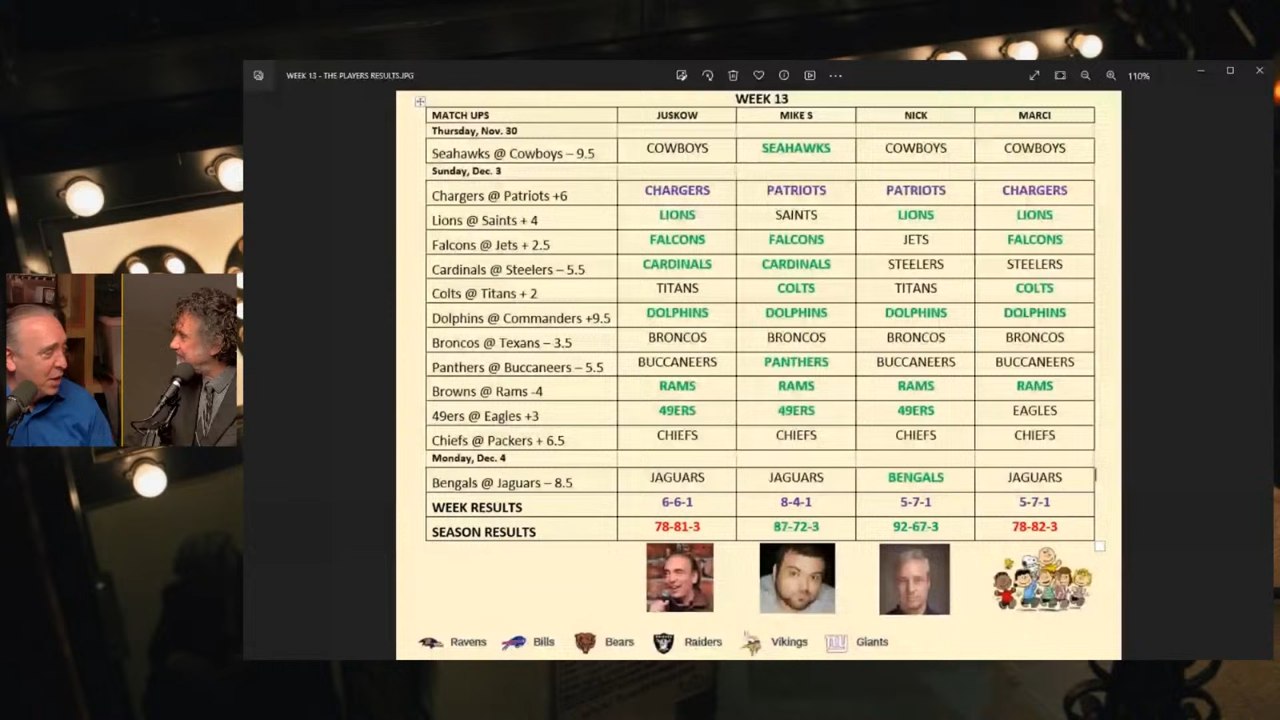 WEEK 13 - THE PLAYERS RESULTS.JPG
110%
WEEK 13
MATCH UPS JUSKOW MIKE S NICK MARCI
Thursday, Nov. 30
Seahawks @ Cowboys – 9.5 COWBOYS SEAHAWKS COWBOYS COWBOYS
Sunday, Dec. 3
Chargers @ Patriots +6 CHARGERS PATRIOTS PATRIOTS CHARGERS
Lions @ Saints + 4 LIONS SAINTS LIONS LIONS
Falcons @ Jets + 2.5 FALCONS FALCONS JETS FALCONS
Cardinals @ Steelers – 5.5 CARDINALS CARDINALS STEELERS STEELERS
Colts @ Titans + 2 TITANS COLTS TITANS COLTS
Dolphins @ Commanders +9.5 DOLPHINS DOLPHINS DOLPHINS DOLPHINS
Broncos @ Texans – 3.5 BRONCOS BRONCOS BRONCOS BRONCOS
Panthers @ Buccaneers – 5.5 BUCCANEERS PANTHERS BUCCANEERS BUCCANEERS
Browns @ Rams -4 RAMS RAMS RAMS RAMS
49ers @ Eagles +3 49ERS 49ERS 49ERS EAGLES
Chiefs @ Packers + 6.5 CHIEFS CHIEFS CHIEFS CHIEFS
Monday, Dec. 4
Bengals @ Jaguars – 8.5 JAGUARS JAGUARS BENGALS JAGUARS
WEEK RESULTS 6-6-1 8-4-1 5-7-1 5-7-1
SEASON RESULTS 78-81-3 87-72-3 92-67-3 78-82-3
Ravens Bills Bears Raiders Vikings Giants